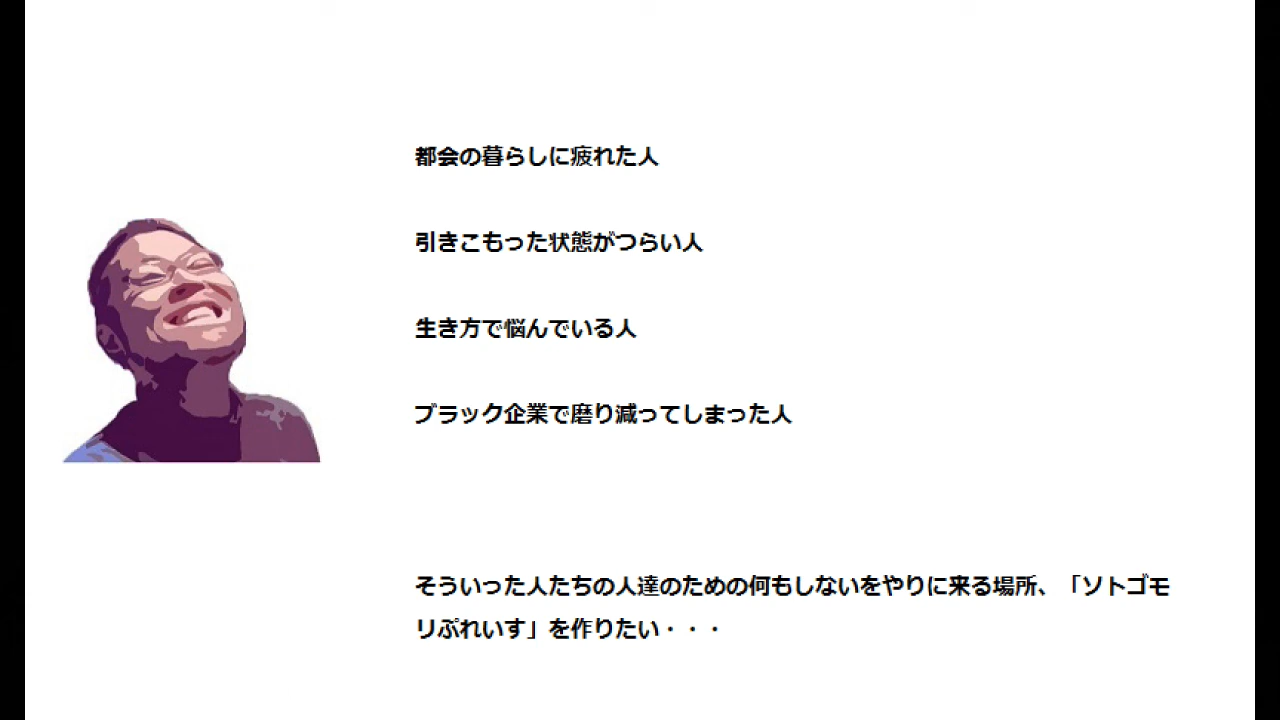 都会の暮らしに疲れた人
引きこもった状態がつらい人
生き方で悩んでいる人
ブラック企業で磨り減ってしまった人
そういった人たちの人達のための何もしないをやりに来る場所、「ソトゴモ
リぷれいす」を作りたい・・・